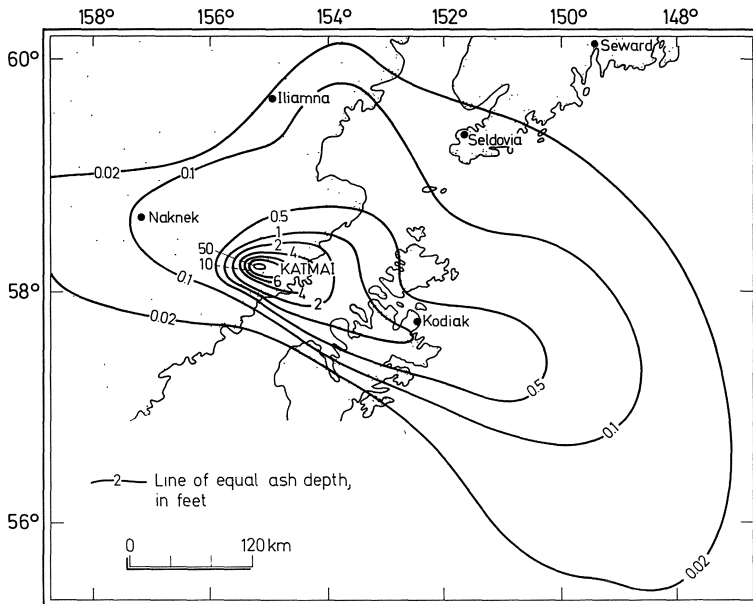 158° 156° 154° 152° 150° 148°
60°
Seward
Iliamna
Seldovia
0.02
0.1
Naknek
0.5
1
2
50
4
10
KATMAI
6
58°
4
0.1
2
0.02
Kodiak
0.5
0.1
2 Line of equal ash depth,
in feet
56°
0 120 km
0.02